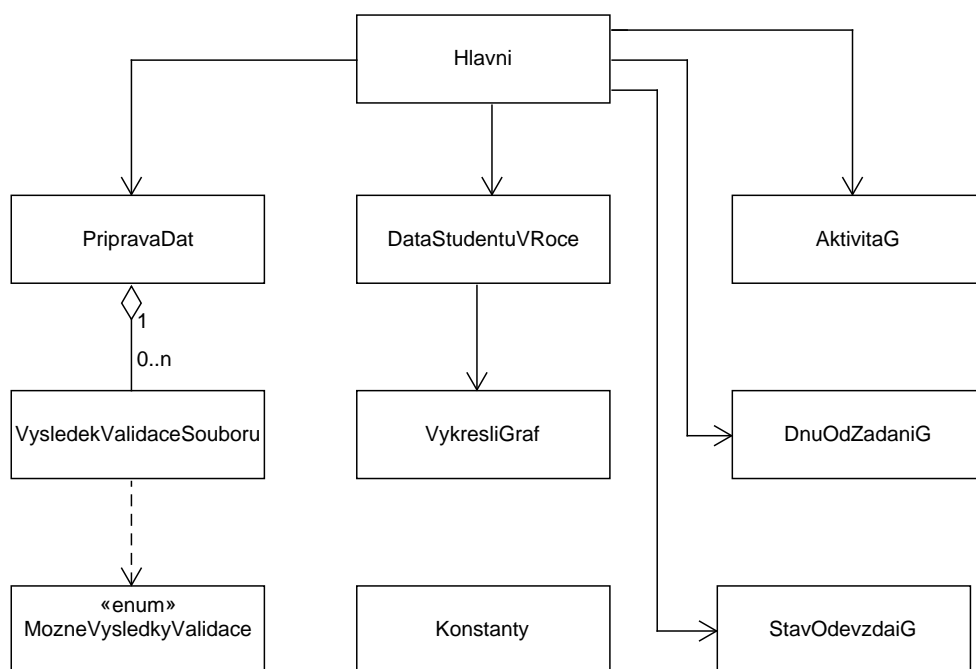 Hlavni
PripravaDat
DataStudentuVRoce
AktivitaG
1
0..n
VysledekValidaceSouboru
VykresliGraf
DnuOdZadaniG
«enum»
MozneVysledkyValidace
Konstanty
StavOdevzdaiG